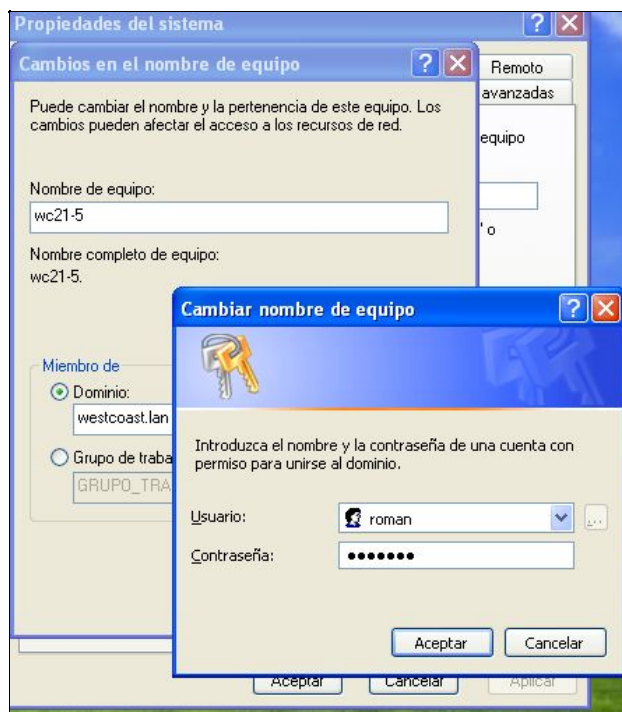 Propiedades del sistema
Cambios en el nombre de equipo
Remoto
avanzadas
Puede cambiar el nombre y la pertenencia de este equipo. Los
cambios pueden afectar el acceso a los recursos de red.
equipo
Nombre de equipo:
wc21-5
" o
Nombre completo de equipo:
wc21-5.
Cambiar nombre de equipo
Miembro de
Dominio:
westcoast.lan
Introduzca el nombre y la contraseña de una cuenta con
permiso para unirse al dominio.
Grupo de traba
GRUPO_TRA
Usuario:
roman
...
Contraseña:
•••••••
Aceptar
Cancelar
Aceptar
Cancelar
Aplicar